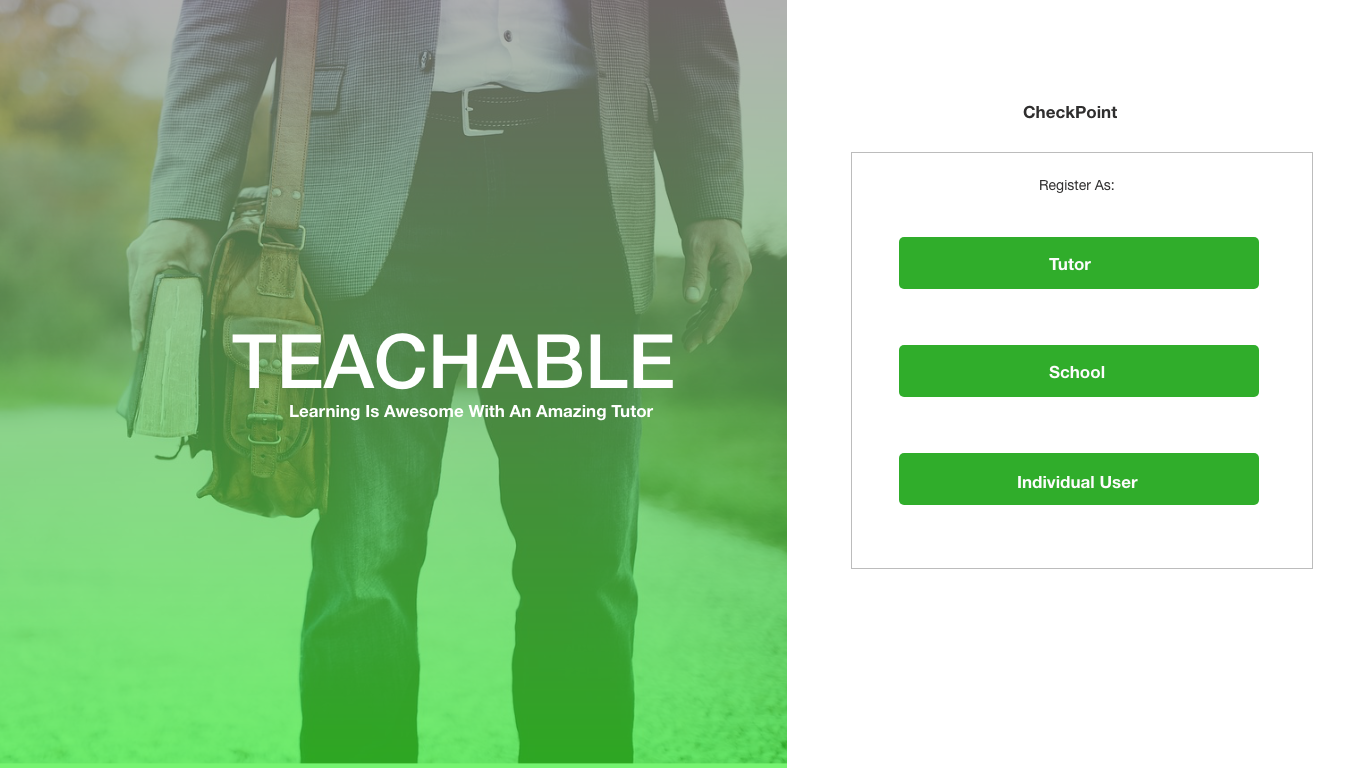 TEACHABLE
Learning Is Awesome With An Amazing Tutor
CheckPoint
Register As:
Tutor
School
Individual User